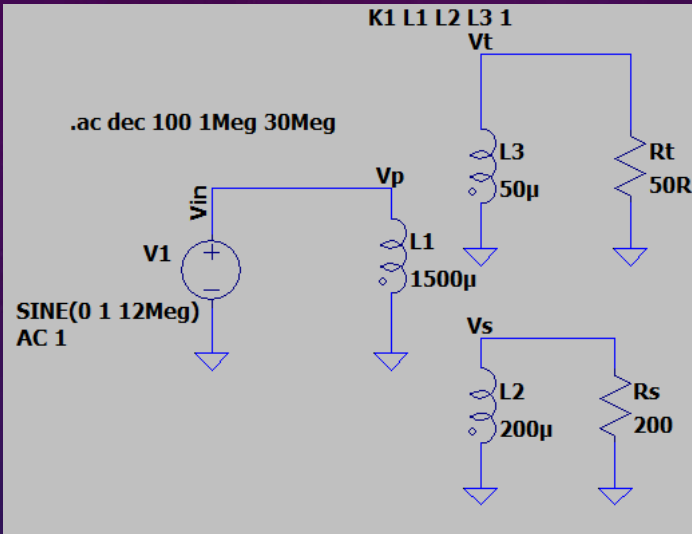 K1 L1 L2 L3 1
Vt
.ac dec 100 1Meg 30Meg
L3
50µ
Rt
50R
Vin
Vp
V1
L1
1500µ
SINE(0 1 12Meg)
AC 1
Vs
L2
200µ
Rs
200